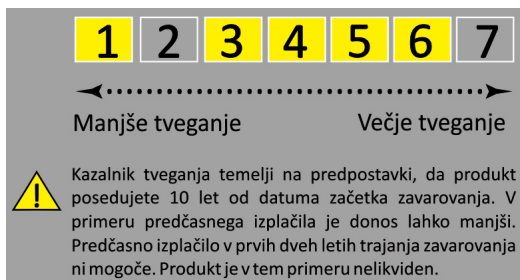 1 2 3 4 5 6 7
Manjše tveganje Večje tveganje
Kazalnik tveganja temelji na predpostavki, da produkt
posedujete 10 let od datuma začetka zavarovanja. V
primeru predčasnega izplačila je donos lahko manjši.
Predčasno izplačilo v prvih dveh letih trajanja zavarovanja
ni mogoče. Produkt je v tem primeru nelikviden.